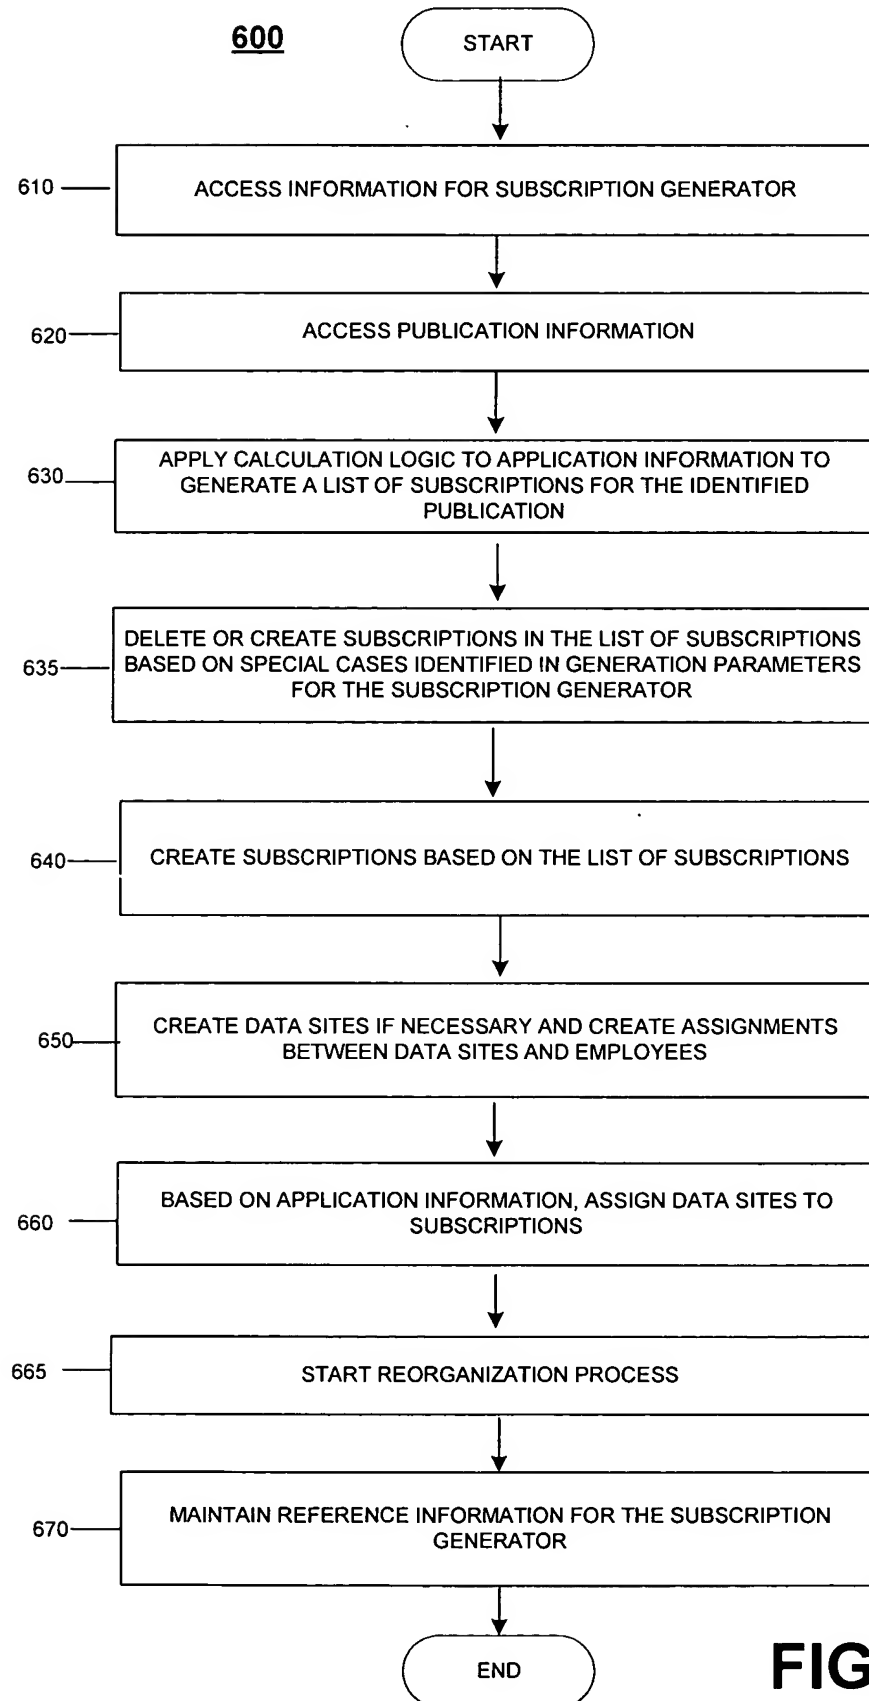 600
START
610
ACCESS INFORMATION FOR SUBSCRIPTION GENERATOR
620
ACCESS PUBLICATION INFORMATION
630
APPLY CALCULATION LOGIC TO APPLICATION INFORMATION TO
GENERATE A LIST OF SUBSCRIPTIONS FOR THE IDENTIFIED
PUBLICATION
635
DELETE OR CREATE SUBSCRIPTIONS IN THE LIST OF SUBSCRIPTIONS
BASED ON SPECIAL CASES IDENTIFIED IN GENERATION PARAMETERS
FOR THE SUBSCRIPTION GENERATOR
640
CREATE SUBSCRIPTIONS BASED ON THE LIST OF SUBSCRIPTIONS
650
CREATE DATA SITES IF NECESSARY AND CREATE ASSIGNMENTS
BETWEEN DATA SITES AND EMPLOYEES
660
BASED ON APPLICATION INFORMATION, ASSIGN DATA SITES TO
SUBSCRIPTIONS
665
START REORGANIZATION PROCESS
670
MAINTAIN REFERENCE INFORMATION FOR THE SUBSCRIPTION
GENERATOR
END
FIG